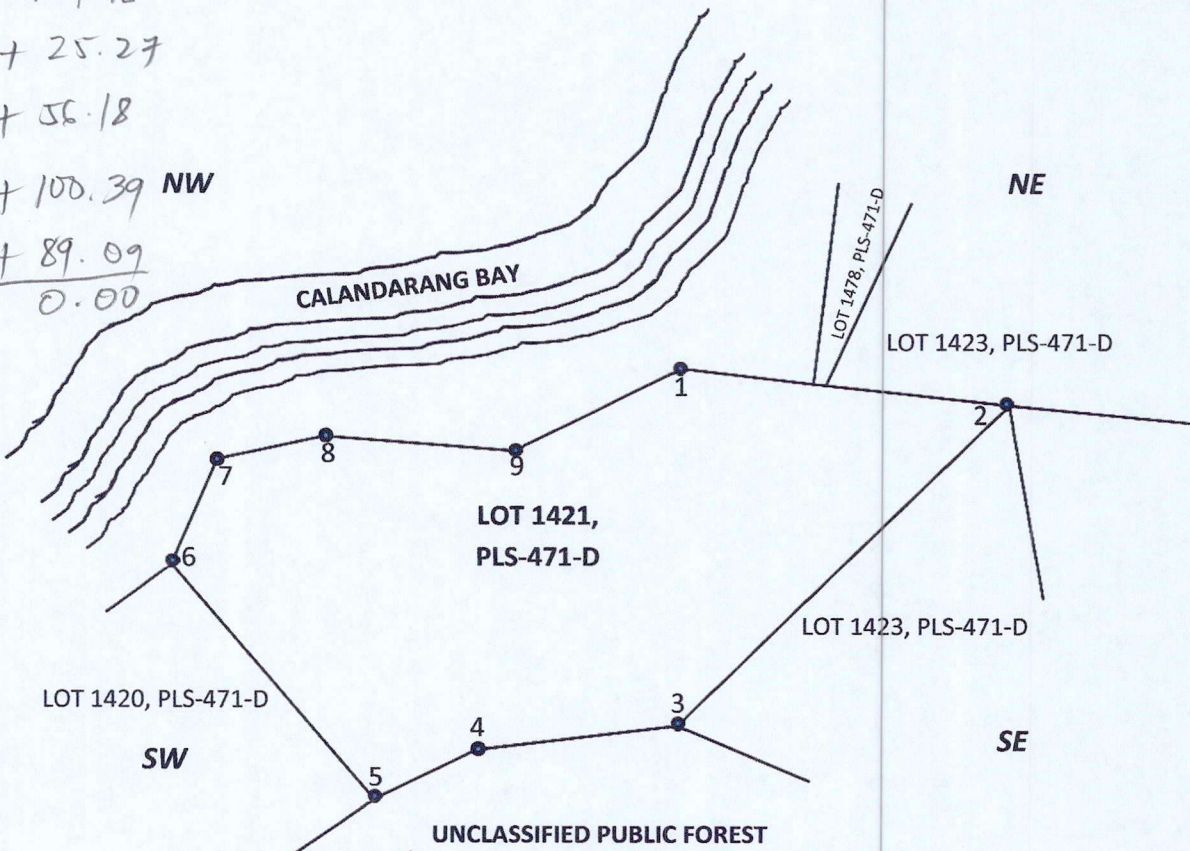 + 25.27
+ 56.18
+ 100.39
+ 89.09
0.00
NW
NE
CALANDARANG BAY
LOT 1478, PLS-471-D
LOT 1423, PLS-471-D
1
2
7
8
9
LOT 1421,
PLS-471-D
6
LOT 1423, PLS-471-D
LOT 1420, PLS-471-D
3
4
SW
SE
5
UNCLASSIFIED PUBLIC FOREST